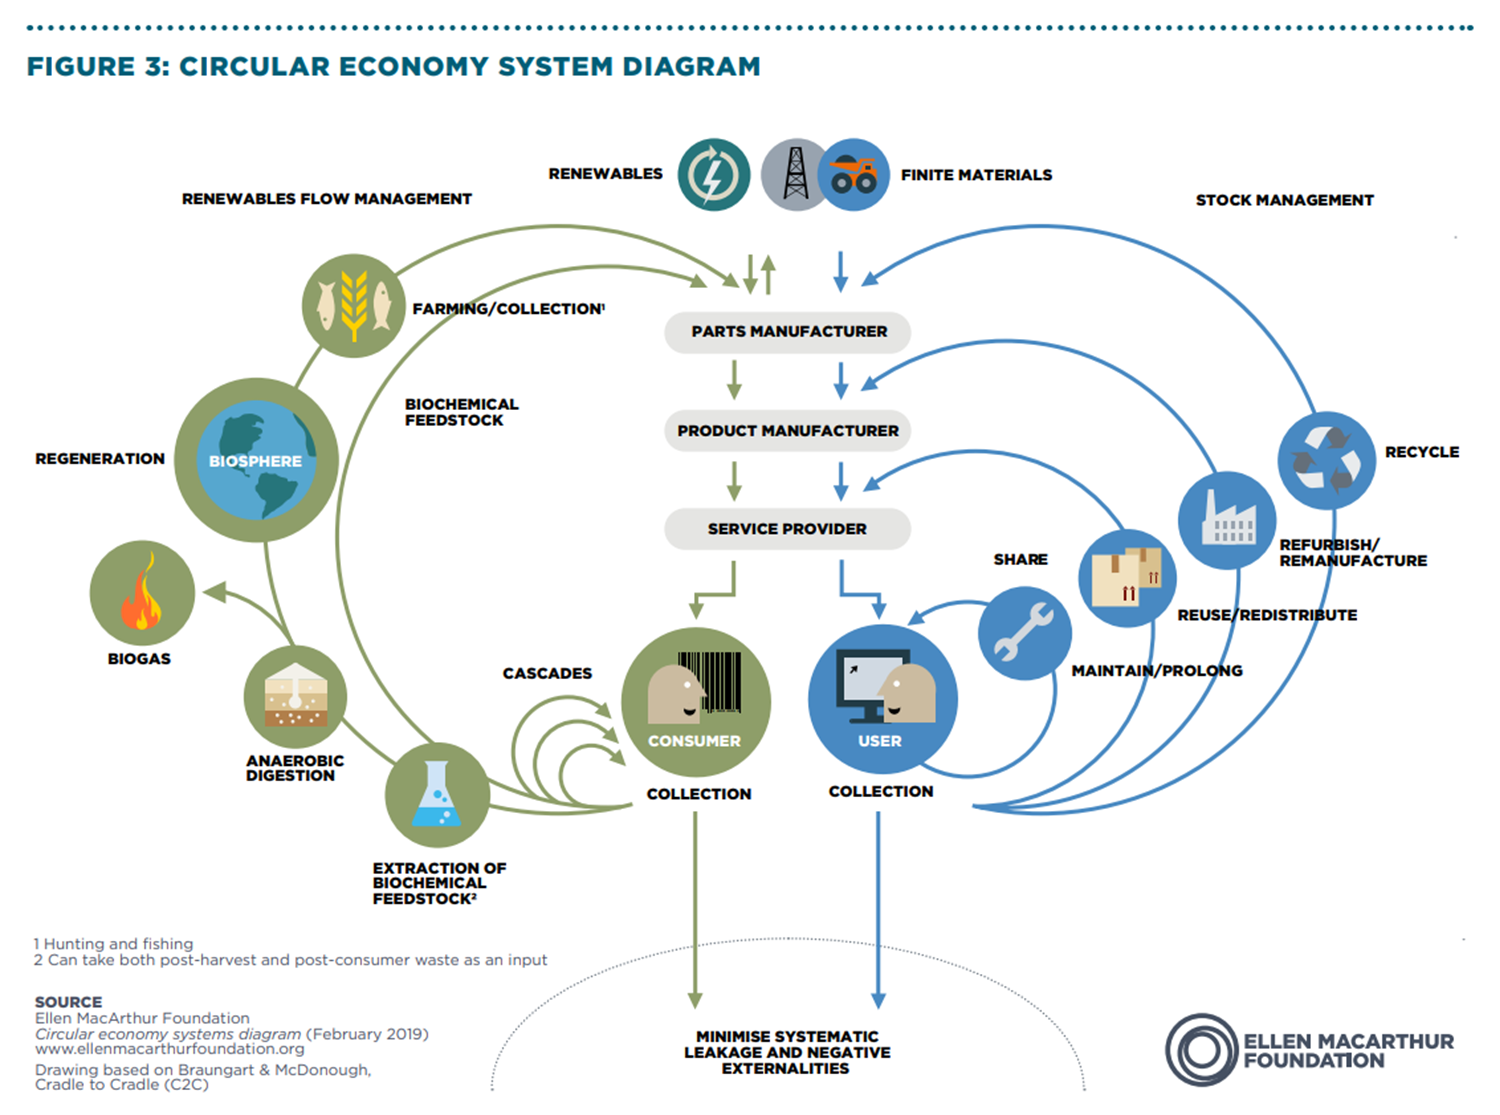 FIGURE 3: CIRCULAR ECONOMY SYSTEM DIAGRAM
RENEWABLES
FINITE MATERIALS
RENEWABLES FLOW MANAGEMENT
STOCK MANAGEMENT
FARMING/COLLECTION¹
PARTS MANUFACTURER
BIOCHEMICAL
FEEDSTOCK
PRODUCT MANUFACTURER
REGENERATION
BIOSPHERE
RECYCLE
SERVICE PROVIDER
SHARE
REFURBISH/
REMANUFACTURE
REUSE/REDISTRIBUTE
BIOGAS
CASCADES
MAINTAIN/PROLONG
CONSUMER
USER
ANAEROBIC
DIGESTION
COLLECTION
COLLECTION
EXTRACTION OF
BIOCHEMICAL
FEEDSTOCK²
1 Hunting and fishing
2 Can take both post-harvest and post-consumer waste as an input
SOURCE
Ellen MacArthur Foundation
Circular economy systems diagram (February 2019)
www.ellenmacarthurfoundation.org
Drawing based on Braungart & McDonough,
Cradle to Cradle (C2C)
MINIMISE SYSTEMATIC
LEAKAGE AND NEGATIVE
EXTERNALITIES
ELLEN MACARTHUR
FOUNDATION